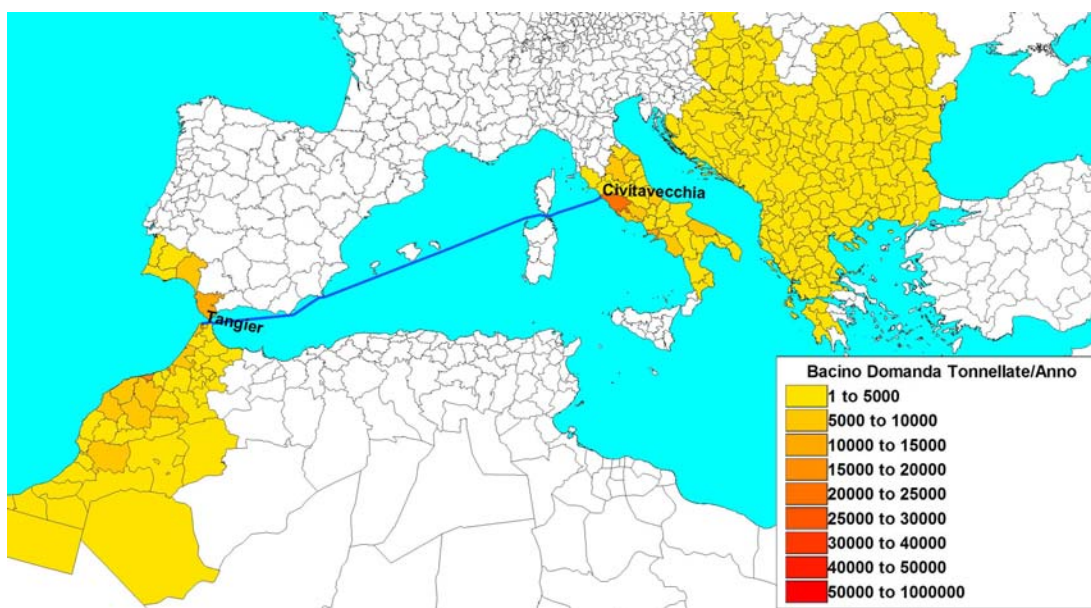 Civitavecchia
Tangier
Bacino Domanda Tonnellate/Anno
1 to 5000
5000 to 10000
10000 to 15000
15000 to 20000
20000 to 25000
25000 to 30000
30000 to 40000
40000 to 50000
50000 to 1000000